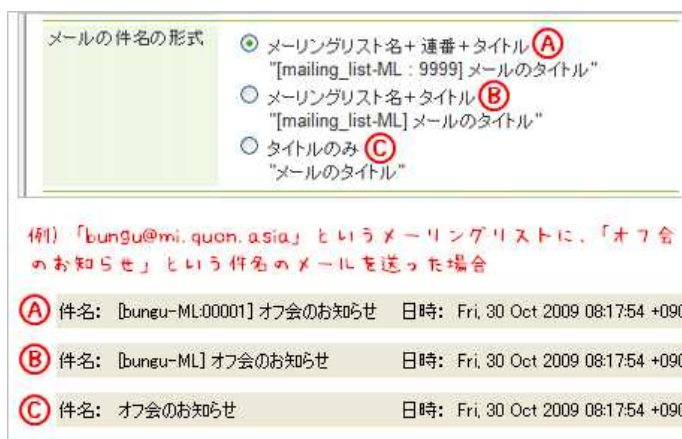 メールの件名の形式
メーリングリスト名+連番+タイトル Ⓐ
"[mailing_list-ML : 9999] メールのタイトル"
メーリングリスト名+タイトル Ⓑ
"[mailing_list-ML] メールのタイトル"
タイトルのみ Ⓒ
"メールのタイトル"
例)「bungu@mi.quon.asia」というメーリングリストに、「オフ会
のお知らせ」という件名のメールを送った場合
Ⓐ 件名: [bungu-ML:00001] オフ会のお知らせ 日時: Fri, 30 Oct 2009 08:17:54 +090
Ⓑ 件名: [bungu-ML] オフ会のお知らせ 日時: Fri, 30 Oct 2009 08:17:54 +090
Ⓒ 件名: オフ会のお知らせ 日時: Fri, 30 Oct 2009 08:17:54 +090